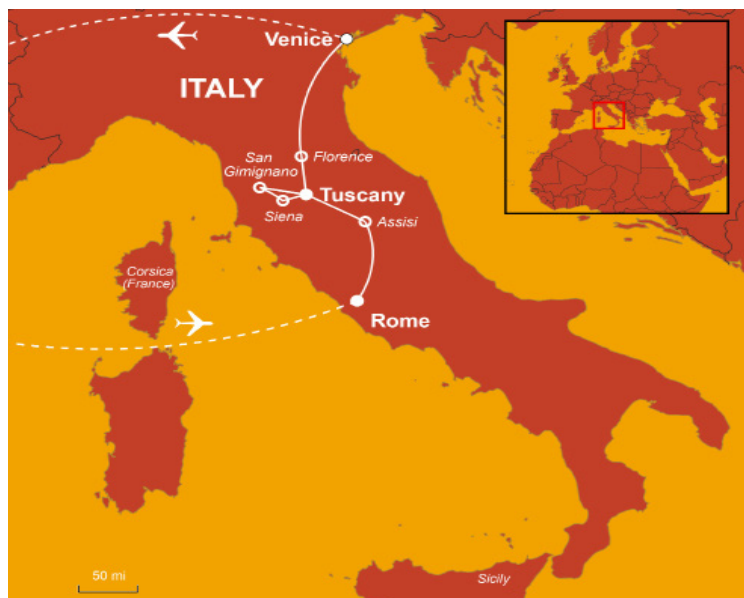 Venice
ITALY
San
Gimignano
Florence
Tuscany
Siena
Assisi
Corsica
(France)
Rome
50 mi
Sicily